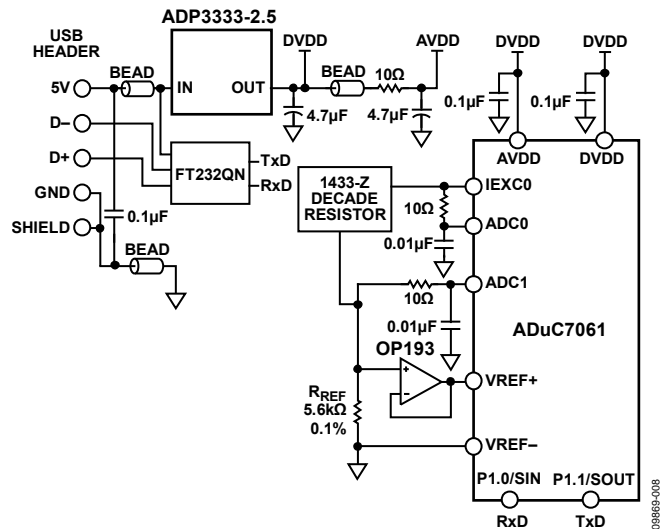 ADP3333-2.5
USB
HEADER
DVDD
AVDD
DVDD
DVDD
BEAD
BEAD
10Ω
5V
IN
OUT
0.1µF
0.1µF
D–
4.7µF
4.7µF
D+
FT232QN
TxD
RxD
AVDD
DVDD
GND
1433-Z
DECADE
RESISTOR
IEXC0
10Ω
SHIELD
0.1µF
ADC0
0.01µF
BEAD
ADC1
10Ω
0.01µF
ADuC7061
OP193
+
–
VREF+
RREF
5.6kΩ
0.1%
VREF–
P1.0/SIN
P1.1/SOUT
RxD
TxD
09869-008